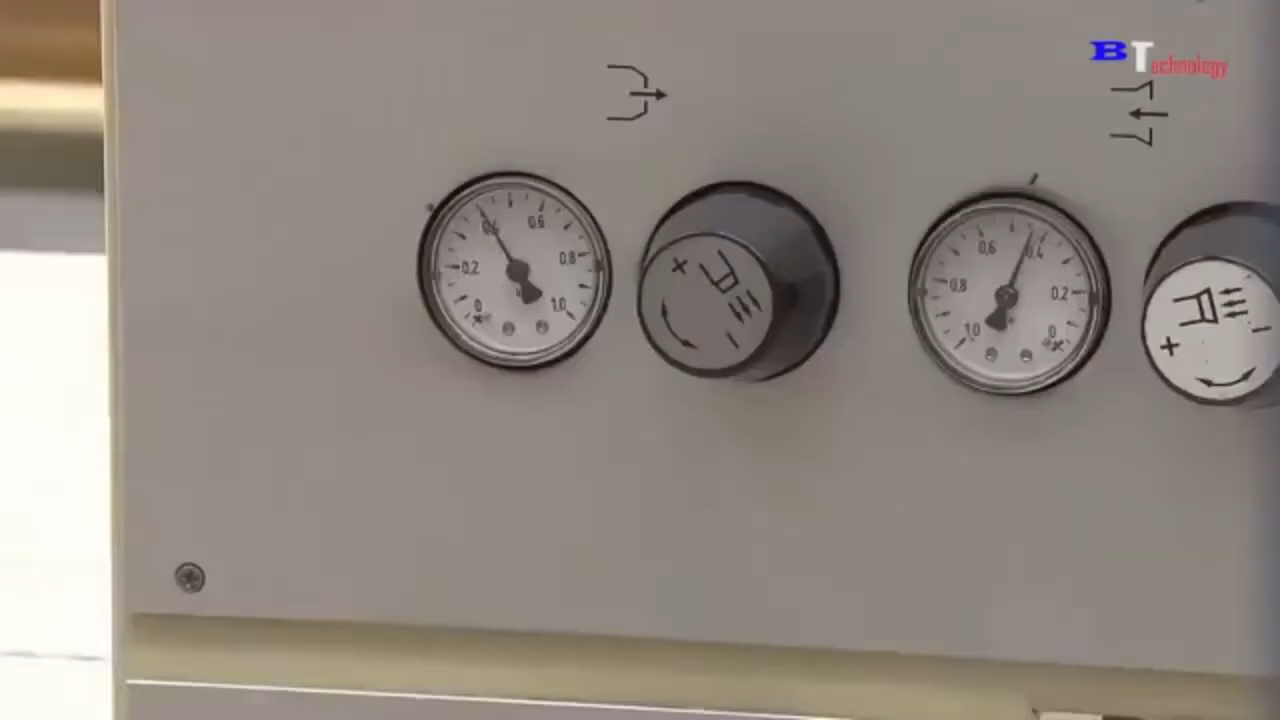 BTechnology
0 0,2 0,4 0,6 0,8 1,0
1,0 0,8 0,6 0,4 0,2 0
+ -
+ -